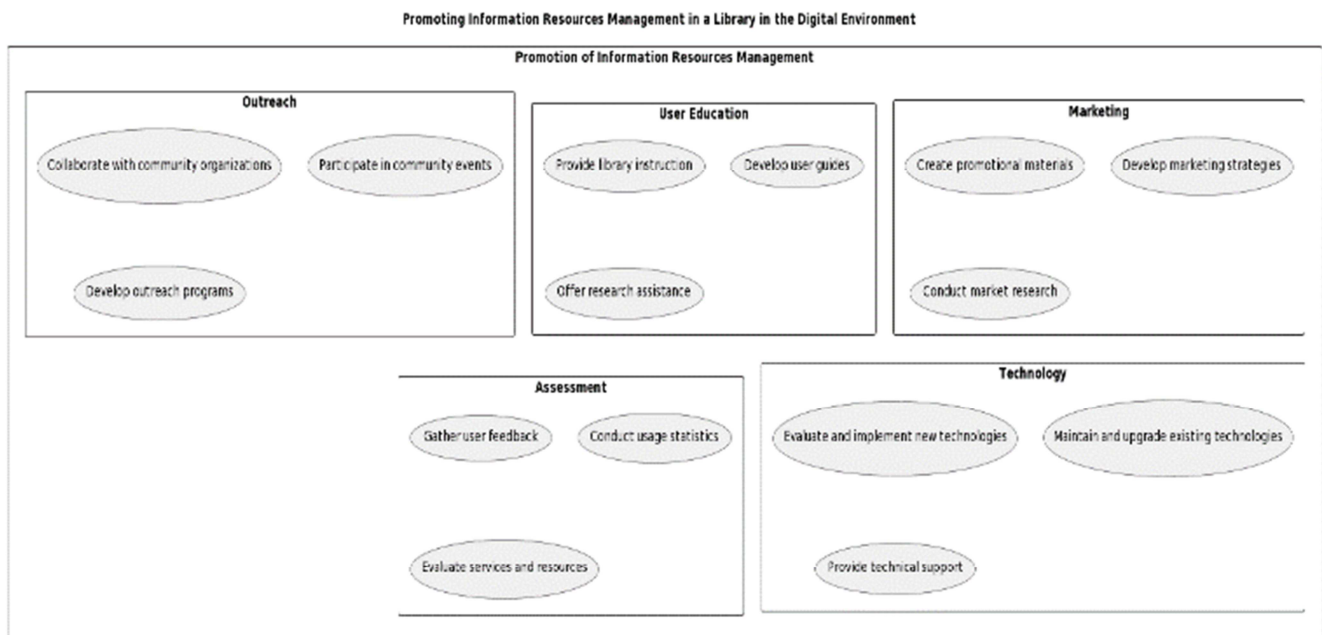 Promoting Information Resources Management in a Library in the Digital Environment
Promotion of Information Resources Management
Outreach
Collaborate with community organizations
Participate in community events
Develop outreach programs
User Education
Provide library instruction
Develop user guides
Offer research assistance
Marketing
Create promotional materials
Develop marketing strategies
Conduct market research
Assessment
Gather user feedback
Conduct usage statistics
Evaluate services and resources
Technology
Evaluate and implement new technologies
Maintain and upgrade existing technologies
Provide technical support